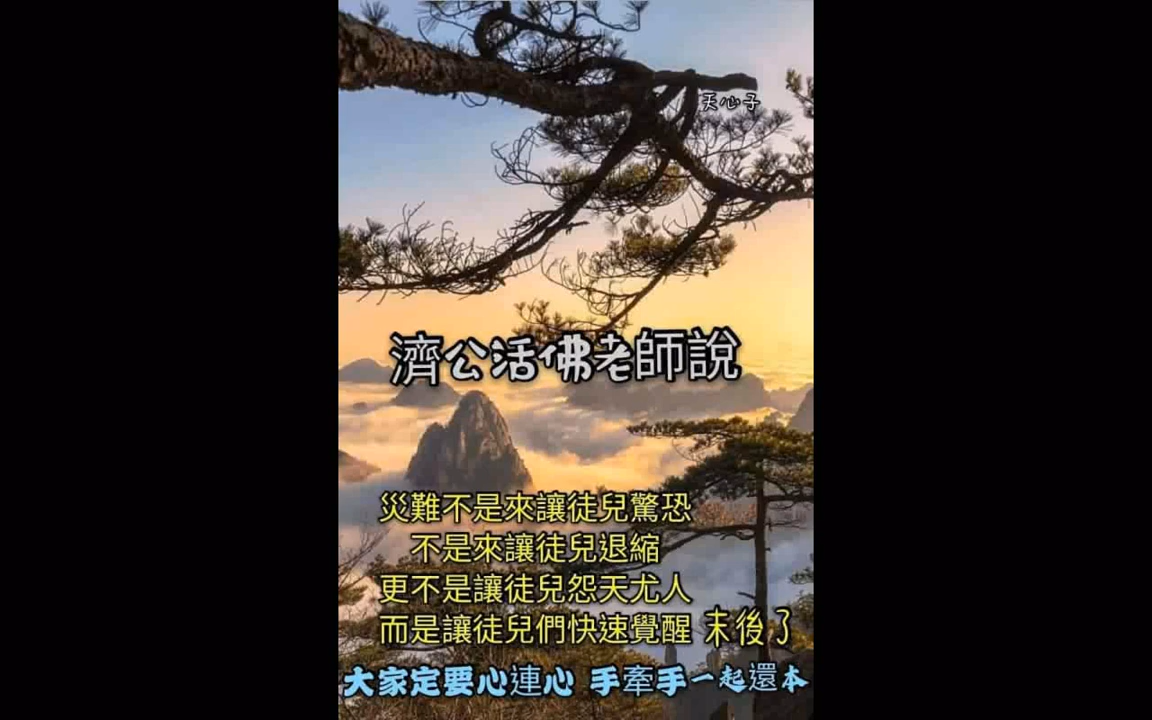 天心子
濟公活佛老師說
災難不是來讓徒兒驚恐
不是來讓徒兒退縮
更不是讓徒兒怨天尤人
而是讓徒兒們快速覺醒 末後了
大家定要心連心 手牽手一起還本